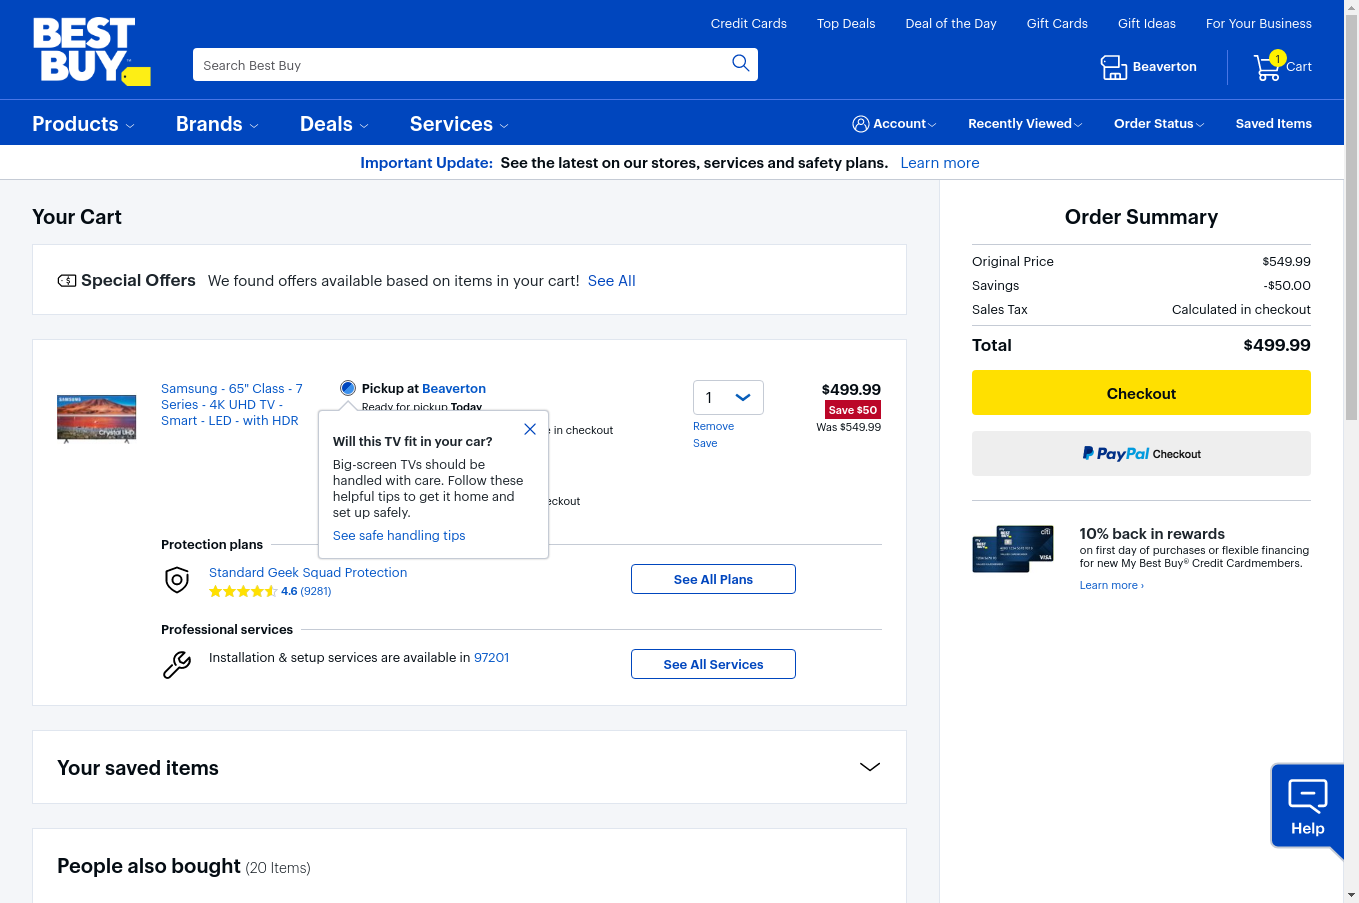 Credit Cards
Top Deals
Deal of the Day
Gift Cards
Gift Ideas
For Your Business
BEST
BUY
Search Best Buy
Beaverton
1
Cart
Products
Brands
Deals
Services
Account
Recently Viewed
Order Status
Saved Items
Important Update: See the latest on our stores, services and safety plans. Learn more
Your Cart
Special Offers We found offers available based on items in your cart! See All
SAMSUNG
Crystal UHD
Samsung - 65" Class - 7
Series - 4K UHD TV -
Smart - LED - with HDR
Pickup at Beaverton
Ready for pickup Today
in checkout
Will this TV fit in your car?
Big-screen TVs should be
handled with care. Follow these
helpful tips to get it home and
set up safely.
See safe handling tips
1
Remove
Save
$499.99
Save $50
Was $549.99
Protection plans
Standard Geek Squad Protection
4.6 (9281)
See All Plans
Professional services
Installation & setup services are available in 97201
See All Services
Your saved items
People also bought (20 Items)
Order Summary
Original Price $549.99
Savings -$50.00
Sales Tax Calculated in checkout
Total $499.99
Checkout
PayPal Checkout
citi
VISA
10% back in rewards
on first day of purchases or flexible financing
for new My Best Buy® Credit Cardmembers.
Learn more ›
Help